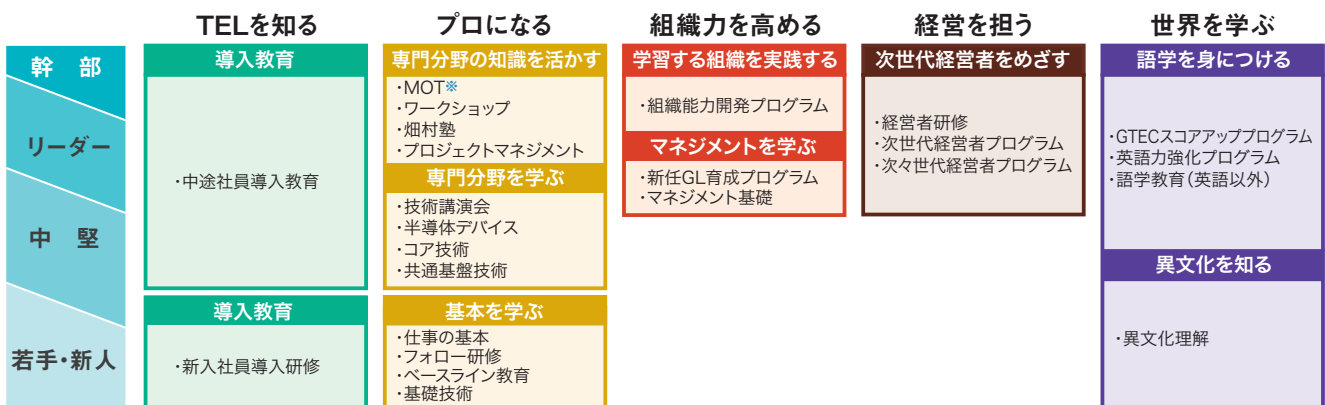 TELを知る
プロになる
組織力を高める
経営を担う
世界を学ぶ
幹 部
リーダー
中 堅
若手・新人
導入教育
・中途社員導入教育
導入教育
・新入社員導入研修
専門分野の知識を活かす
・MOT※
・ワークショップ
・畑村塾
・プロジェクトマネジメント
専門分野を学ぶ
・技術講演会
・半導体デバイス
・コア技術
・共通基盤技術
基本を学ぶ
・仕事の基本
・フォロー研修
・ベースライン教育
・基礎技術
学習する組織を実践する
・組織能力開発プログラム
マネジメントを学ぶ
・新任GL育成プログラム
・マネジメント基礎
次世代経営者をめざす
・経営者研修
・次世代経営者プログラム
・次々世代経営者プログラム
語学を身につける
・GTECスコアアッププログラム
・英語力強化プログラム
・語学教育（英語以外）
異文化を知る
・異文化理解